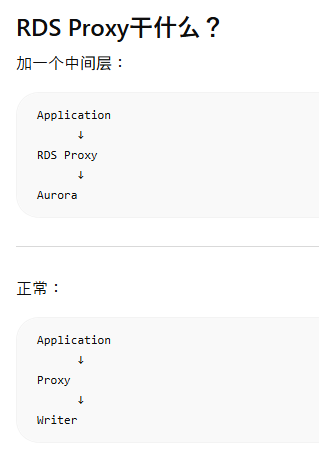 RDS Proxy干什么？
加一个中间层：
Application
↓
RDS Proxy
↓
Aurora
正常：
Application
↓
Proxy
↓
Writer